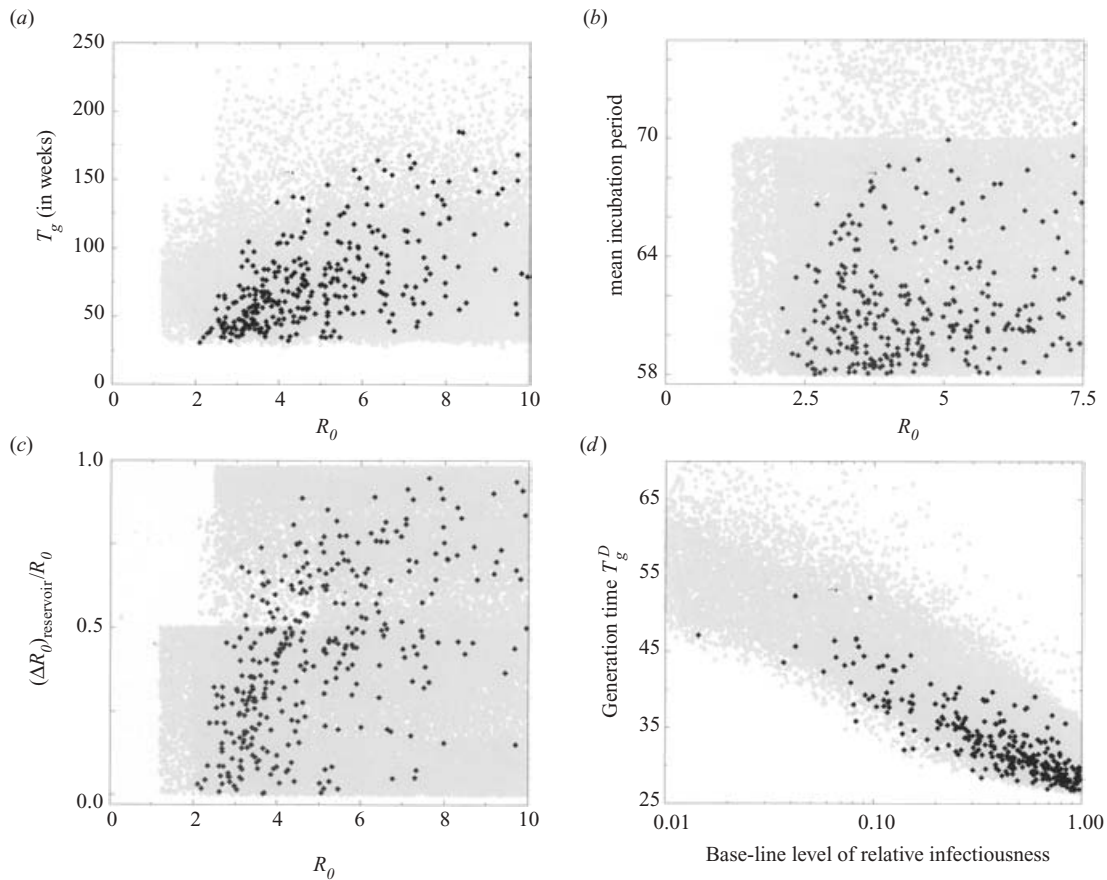 (a)
T_g (in weeks)
250
200
150
100
50
0
0 2 4 6 8 10
R_0
(b)
mean incubation period
70
64
58
0 2.5 5 7.5
R_0
(c)
(ΔR_0)_reservoir/R_0
1.0
0.5
0.0
0 2 4 6 8 10
R_0
(d)
Generation time T_g^D
65
55
45
35
25
0.01 0.10 1.00
Base-line level of relative infectiousness